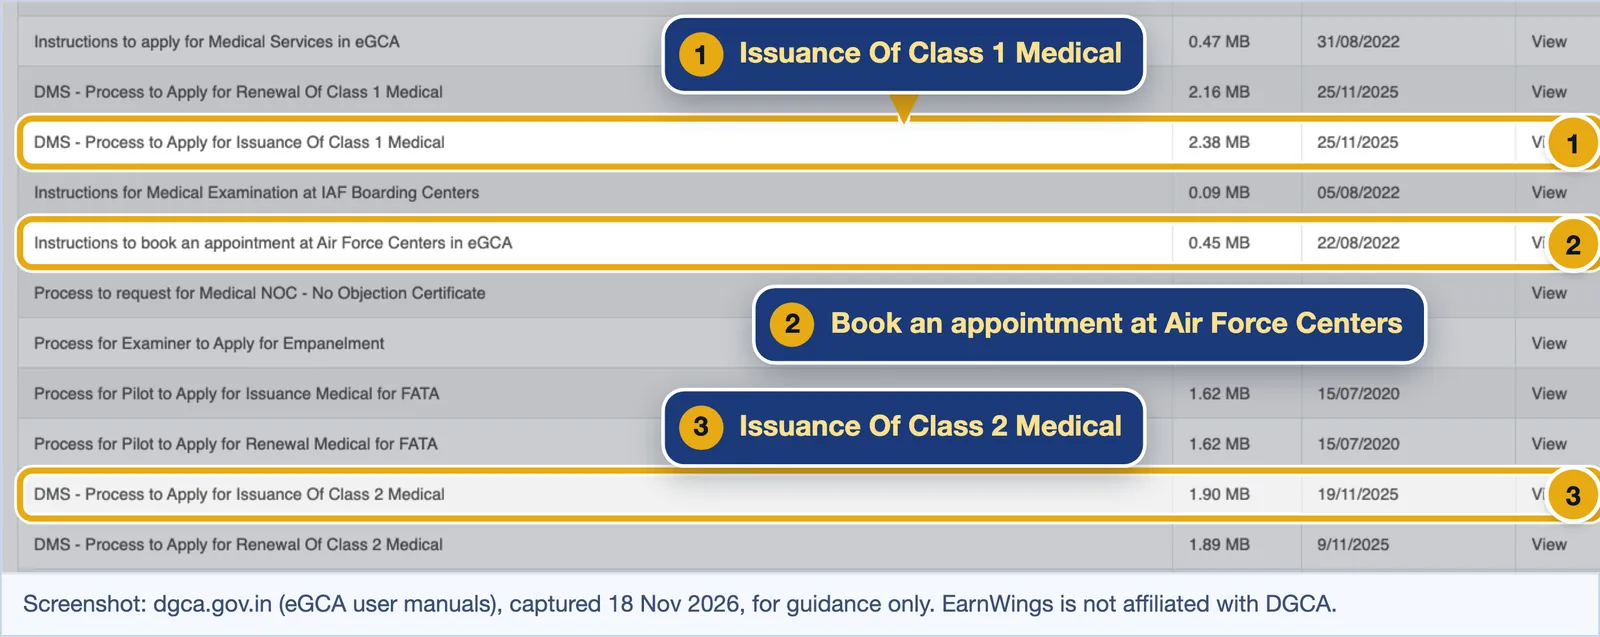 Instructions to apply for Medical Services in eGCA 0.47 MB 31/08/2022 View
1 Issuance Of Class 1 Medical
DMS - Process to Apply for Renewal Of Class 1 Medical 2.16 MB 25/11/2025 View
DMS - Process to Apply for Issuance Of Class 1 Medical 2.38 MB 25/11/2025 1
Instructions for Medical Examination at IAF Boarding Centers 0.09 MB 05/08/2022 View
Instructions to book an appointment at Air Force Centers in eGCA 0.45 MB 22/08/2022 2
Process to request for Medical NOC - No Objection Certificate View
2 Book an appointment at Air Force Centers
Process for Examiner to Apply for Empanelment View
Process for Pilot to Apply for Issuance Medical for FATA 1.62 MB 15/07/2020 View
3 Issuance Of Class 2 Medical
Process for Pilot to Apply for Renewal Medical for FATA 1.62 MB 15/07/2020 View
DMS - Process to Apply for Issuance Of Class 2 Medical 1.90 MB 19/11/2025 3
DMS - Process to Apply for Renewal Of Class 2 Medical 1.89 MB 9/11/2025 View
Screenshot: dgca.gov.in (eGCA user manuals), captured 18 Nov 2026, for guidance only. EarnWings is not affiliated with DGCA.